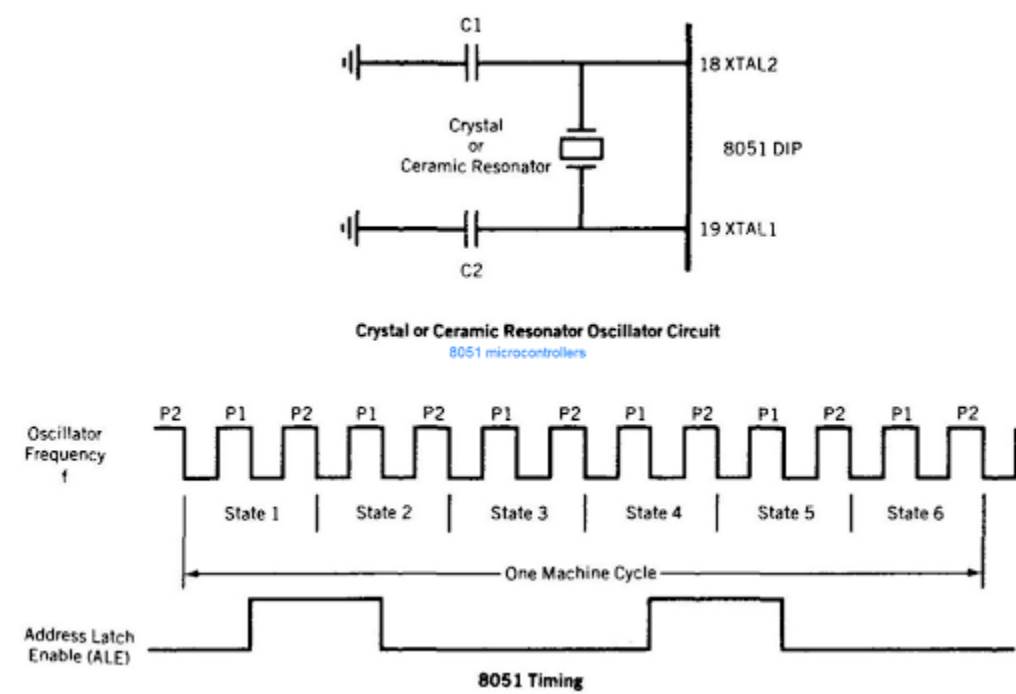 C1
18 XTAL2
Crystal
or
Ceramic Resonator
8051 DIP
19 XTAL1
C2
Crystal or Ceramic Resonator Oscillator Circuit
8051 microcontrollers
P2 P1 P2 P1 P2 P1 P2 P1 P2 P1 P2 P1 P2
Oscillator
Frequency
f
State 1 State 2 State 3 State 4 State 5 State 6
One Machine Cycle
Address Latch
Enable (ALE)
8051 Timing